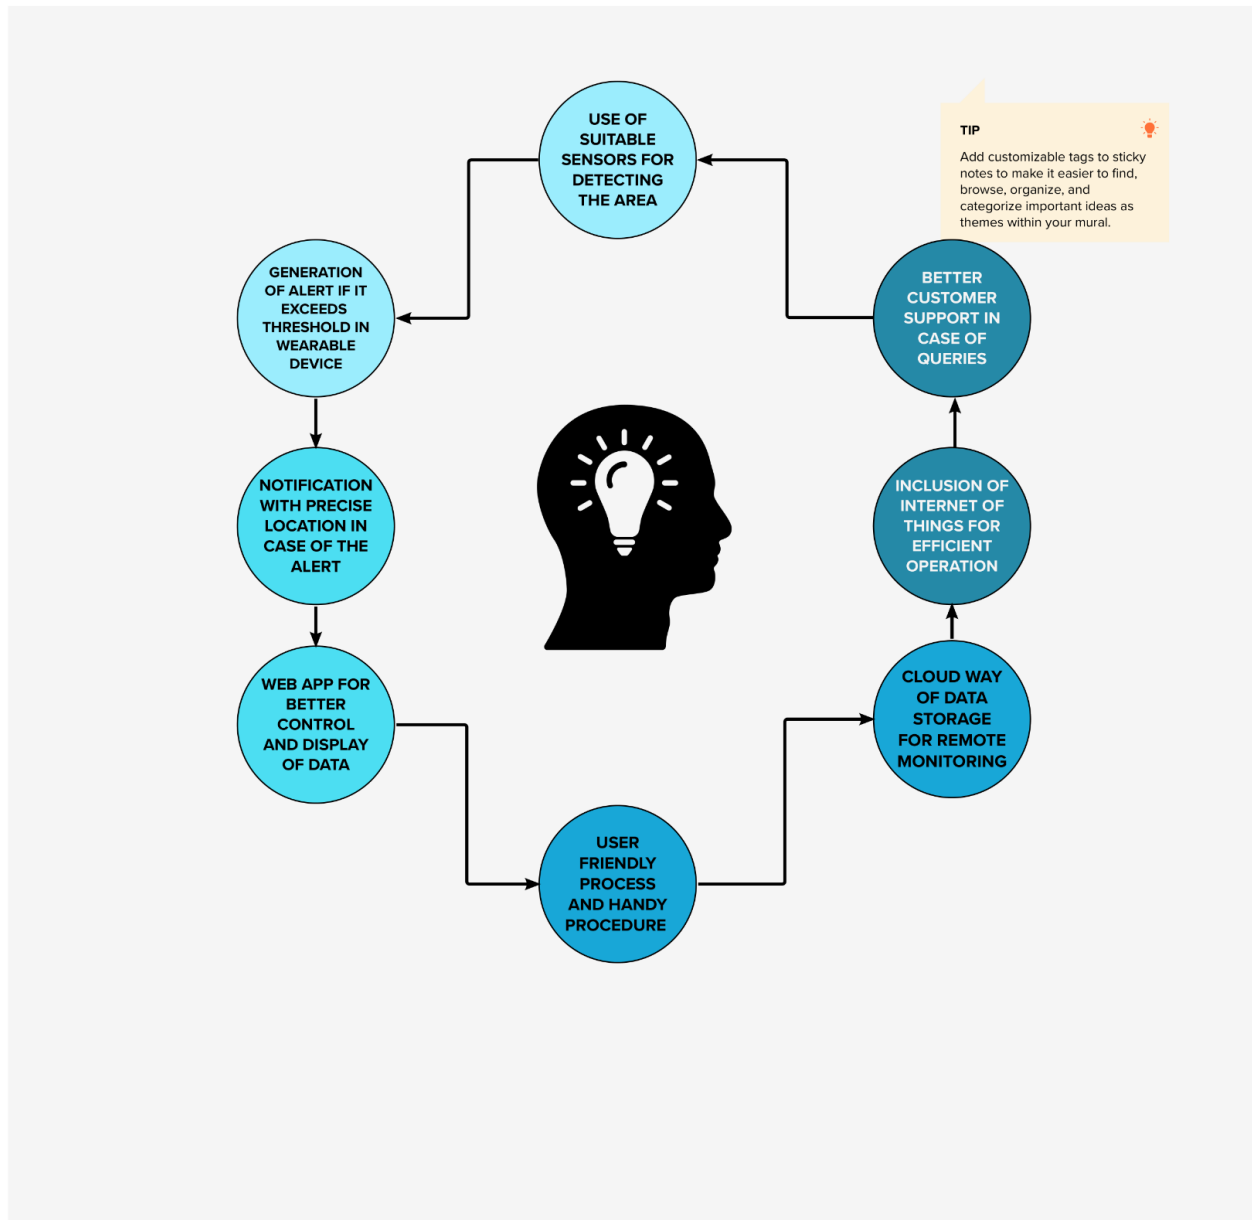 USE OF
SUITABLE
SENSORS FOR
DETECTING
THE AREA
TIP
Add customizable tags to sticky
notes to make it easier to find,
browse, organize, and
categorize important ideas as
themes within your mural.
GENERATION
OF ALERT IF IT
EXCEEDS
THRESHOLD IN
WEARABLE
DEVICE
BETTER
CUSTOMER
SUPPORT IN
CASE OF
QUERIES
NOTIFICATION
WITH PRECISE
LOCATION IN
CASE OF THE
ALERT
INCLUSION OF
INTERNET OF
THINGS FOR
EFFICIENT
OPERATION
WEB APP FOR
BETTER
CONTROL
AND DISPLAY
OF DATA
CLOUD WAY
OF DATA
STORAGE
FOR REMOTE
MONITORING
USER
FRIENDLY
PROCESS
AND HANDY
PROCEDURE